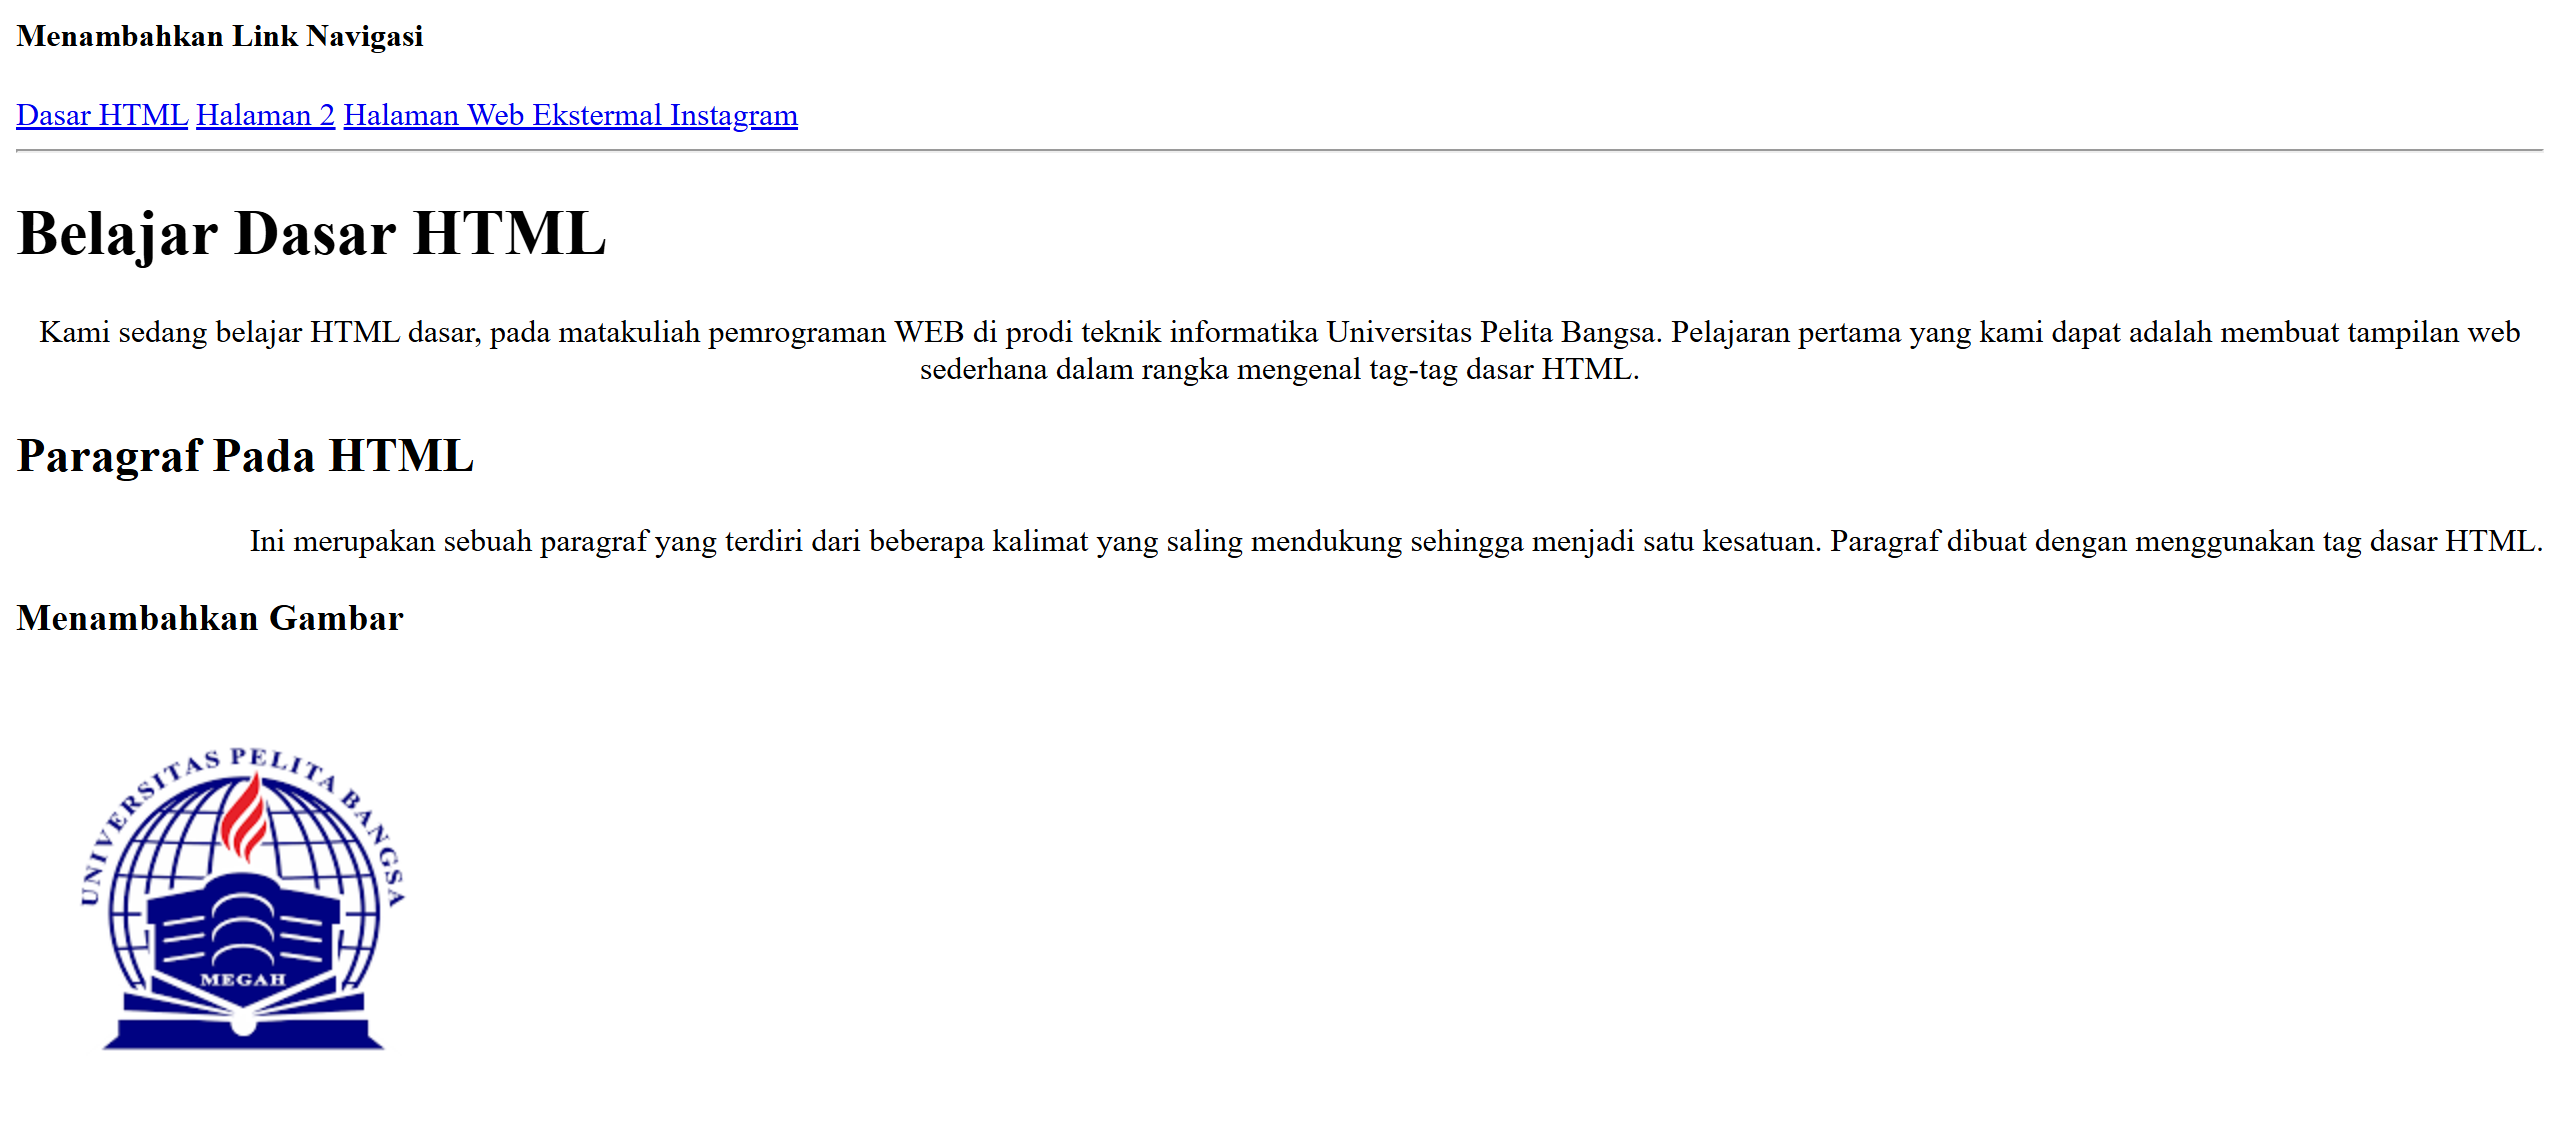 Menambahkan Link Navigasi
Dasar HTML Halaman 2 Halaman Web Ekstermal Instagram
Belajar Dasar HTML
Kami sedang belajar HTML dasar, pada matakuliah pemrograman WEB di prodi teknik informatika Universitas Pelita Bangsa. Pelajaran pertama yang kami dapat adalah membuat tampilan web
sederhana dalam rangka mengenal tag-tag dasar HTML.
Paragraf Pada HTML
Ini merupakan sebuah paragraf yang terdiri dari beberapa kalimat yang saling mendukung sehingga menjadi satu kesatuan. Paragraf dibuat dengan menggunakan tag dasar HTML.
Menambahkan Gambar
UNIVERSITAS PELITA BANGSA
MEGAH